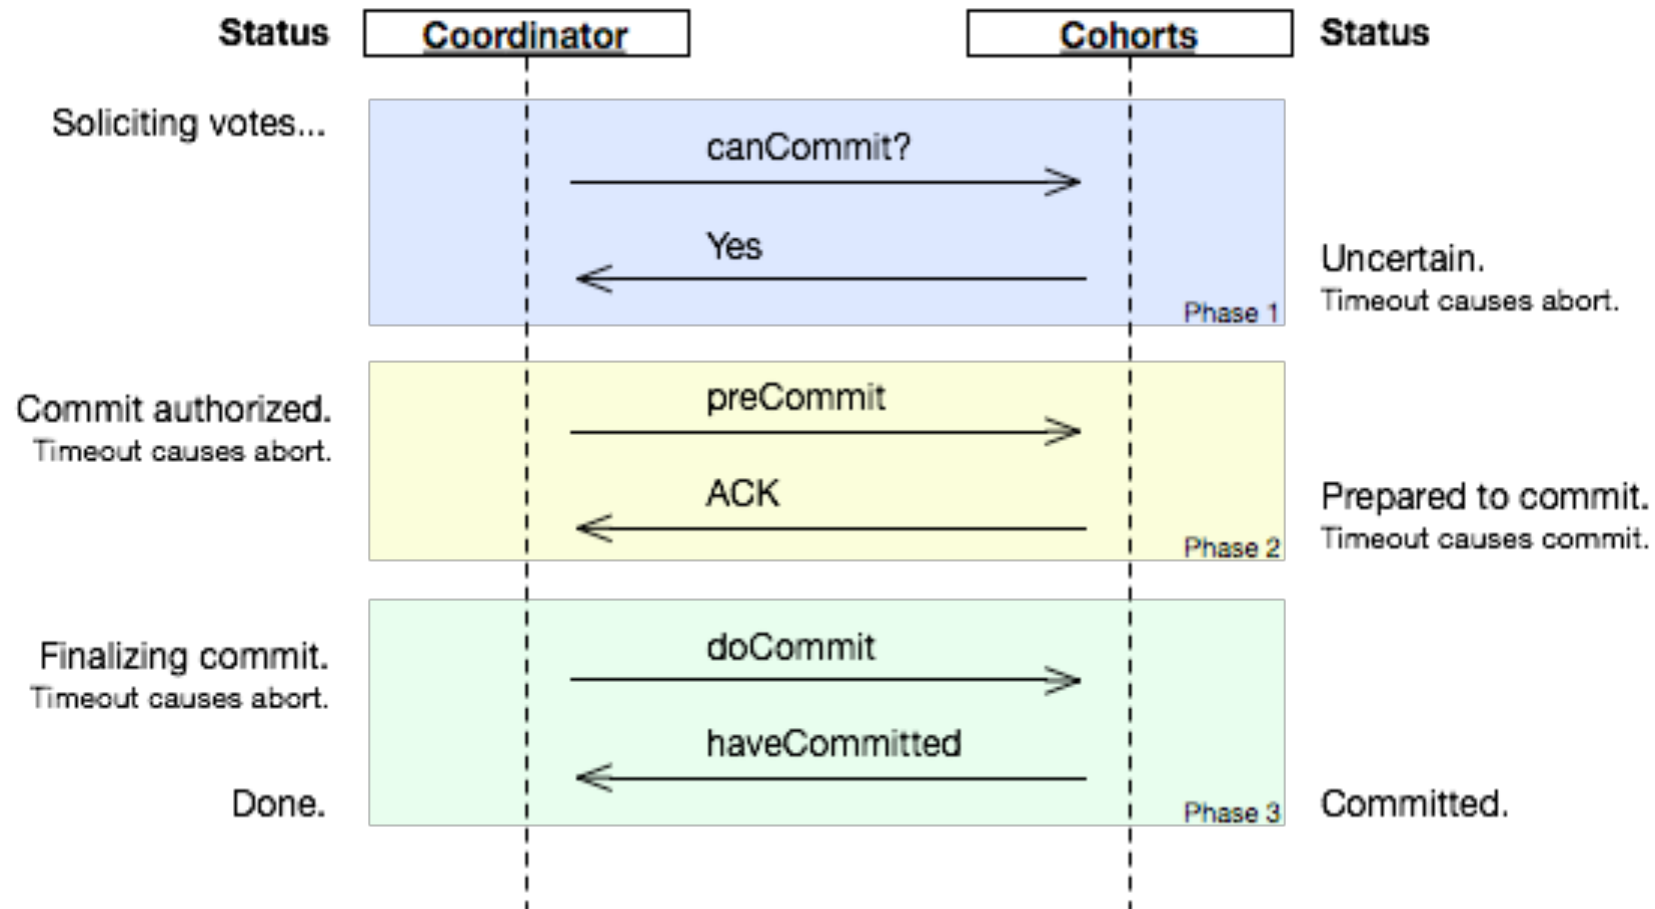 Status
Coordinator
Cohorts
Status
Soliciting votes...
canCommit?
Yes
Uncertain.
Timeout causes abort.
Phase 1
Commit authorized.
Timeout causes abort.
preCommit
ACK
Prepared to commit.
Timeout causes commit.
Phase 2
Finalizing commit.
Timeout causes abort.
doCommit
haveCommitted
Done.
Committed.
Phase 3